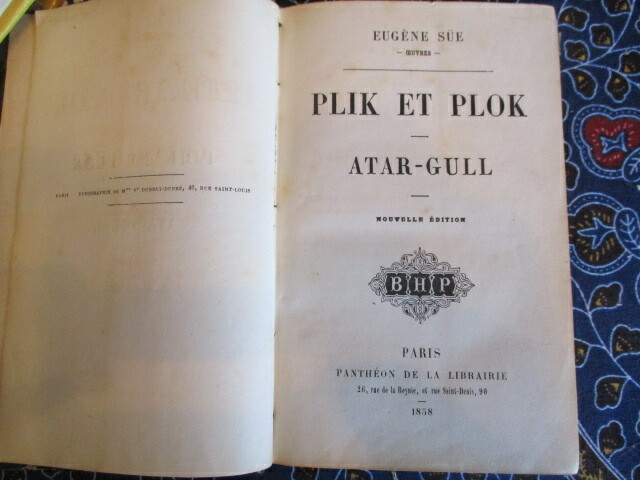 PARIS TYPOGRAPHIE DE Mme Ve DONDEY-DUPRÉ, 46, RUE SAINT-LOUIS
EUGÈNE SÜE
— ŒUVRES —
PLIK ET PLOK
ATAR-GULL
NOUVELLE ÉDITION
BHP
PARIS
PANTHÉON DE LA LIBRAIRIE
26, rue de la Reynie, et rue Saint-Denis, 90
1858